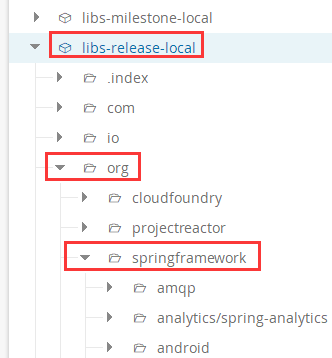 libs-milestone-local
libs-release-local
.index
com
io
org
cloudfoundry
projectreactor
springframework
amqp
analytics/spring-analytics
android